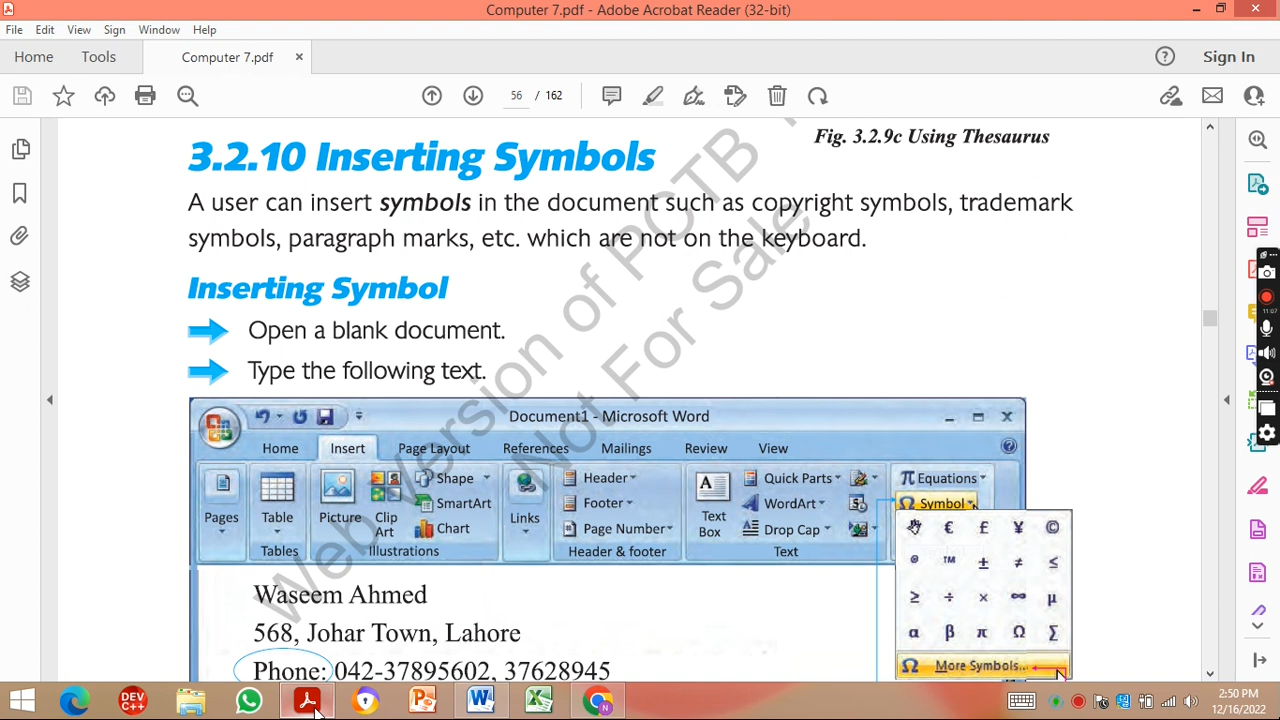 Computer 7.pdf - Adobe Acrobat Reader (32-bit)
File Edit View Sign Window Help
Home Tools Computer 7.pdf × Sign In
56 / 162
Fig. 3.2.9c Using Thesaurus
3.2.10 Inserting Symbols
A user can insert symbols in the document such as copyright symbols, trademark
symbols, paragraph marks, etc. which are not on the keyboard.
Inserting Symbol
Open a blank document.
Type the following text.
Document1 - Microsoft Word
Home Insert Page Layout References Mailings Review View
Pages Table Picture Clip Art Shape SmartArt Chart Links Header Footer Page Number Text Box Quick Parts WordArt Drop Cap π Equations Ω Symbol
Tables Illustrations Header & footer Text
€ £ ¥ ©
® ™ ± ≠ ≤
≥ ÷ × ∞ µ
α β π Ω ∑
Ω More Symbols...
Waseem Ahmed
568, Johar Town, Lahore
Phone: 042-37895602, 37628945
Web Version of PCTB
Not For Sale
11:07
DEV C++
2:50 PM
12/16/2022